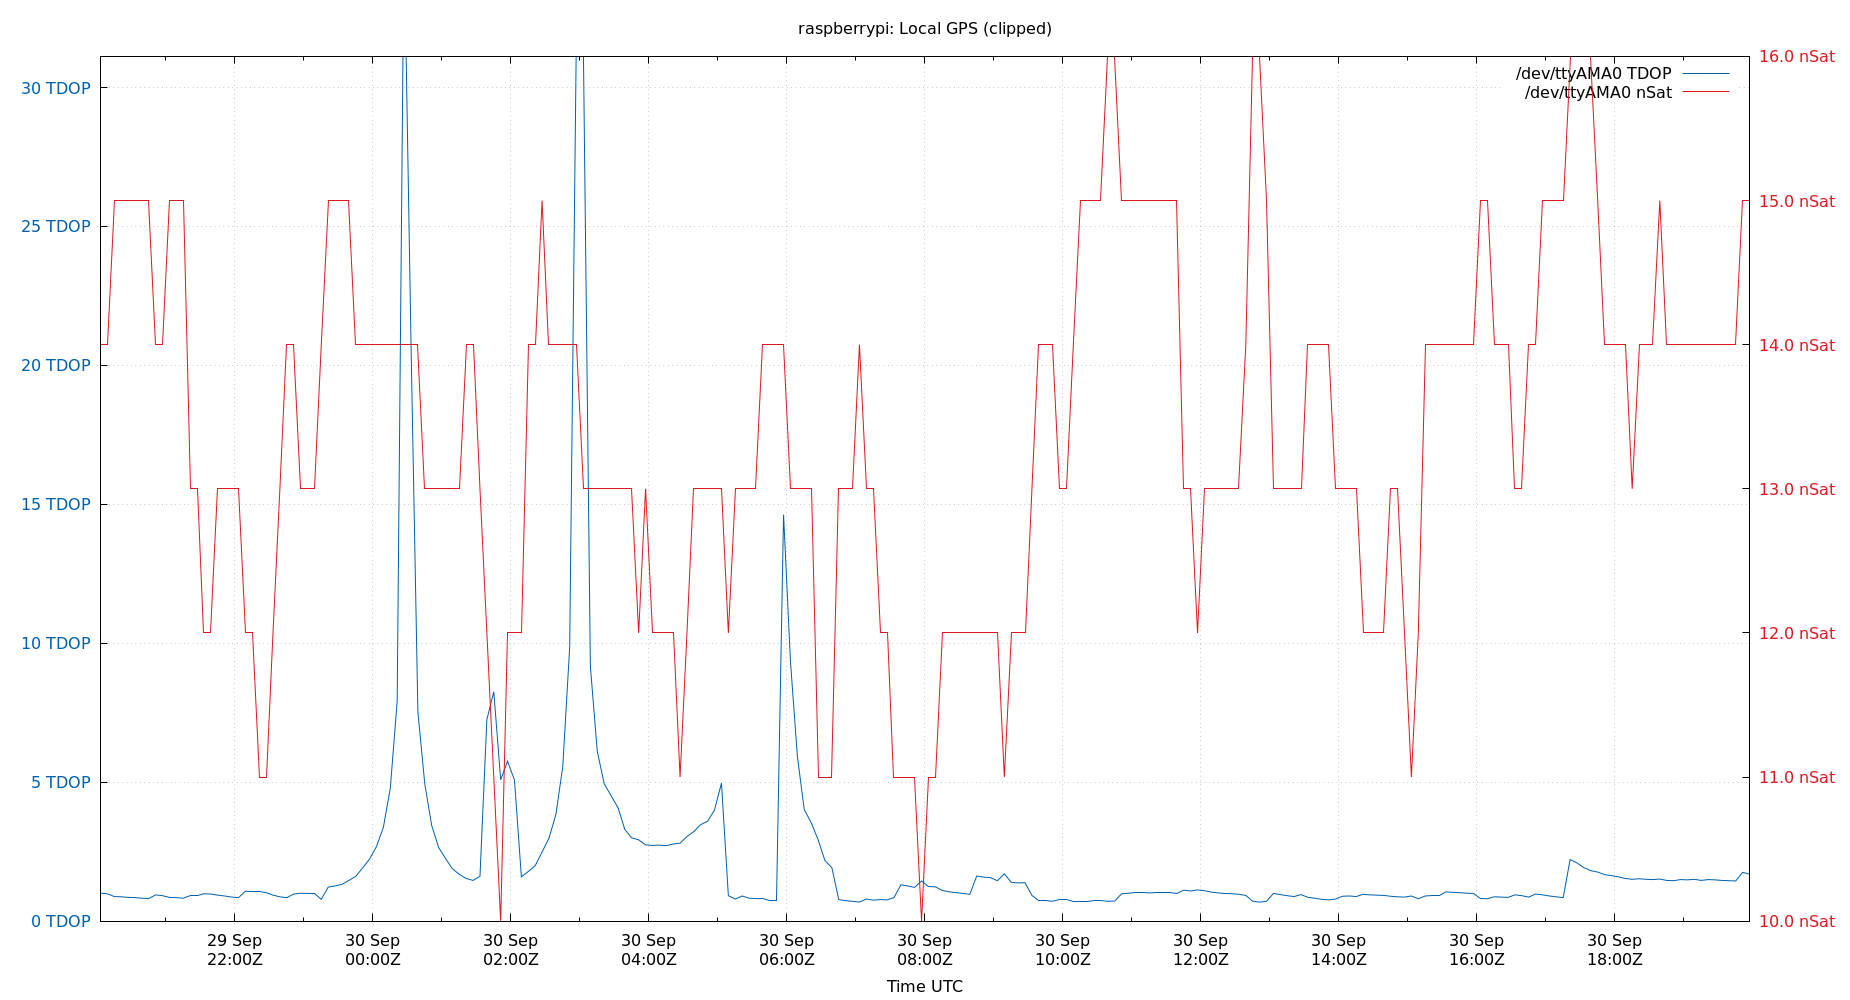 raspberrypi: Local GPS (clipped)
/dev/ttyAMA0 TDOP
/dev/ttyAMA0 nSat
30 TDOP
25 TDOP
20 TDOP
15 TDOP
10 TDOP
5 TDOP
0 TDOP
16.0 nSat
15.0 nSat
14.0 nSat
13.0 nSat
12.0 nSat
11.0 nSat
10.0 nSat
29 Sep 30 Sep 30 Sep 30 Sep 30 Sep 30 Sep 30 Sep 30 Sep 30 Sep 30 Sep 30 Sep
22:00Z 00:00Z 02:00Z 04:00Z 06:00Z 08:00Z 10:00Z 12:00Z 14:00Z 16:00Z 18:00Z
Time UTC